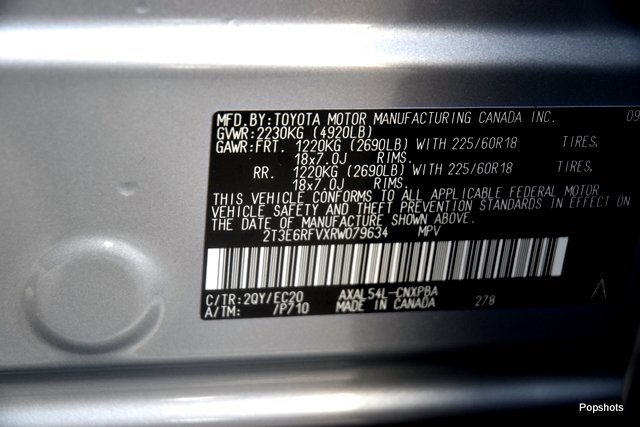 MFD.BY:TOYOTA MOTOR MANUFACTURING CANADA INC. 09
GVWR:2230KG (4920LB)
GAWR:FRT. 1220KG (2690LB) WITH 225/60R18 TIRES,
18x7.0J RIMS.
RR. 1220KG (2690LB) WITH 225/60R18 TIRES,
18x7.0J RIMS.
THIS VEHICLE CONFORMS TO ALL APPLICABLE FEDERAL MOTOR
VEHICLE SAFETY AND THEFT PREVENTION STANDARDS IN EFFECT ON
THE DATE OF MANUFACTURE SHOWN ABOVE.
2T3E6RFVXRW079634 MPV
C/TR:2QY/EC20 AXAL54L-CNXPBA
A/TM: /P710 MADE IN CANADA 278
Popshots